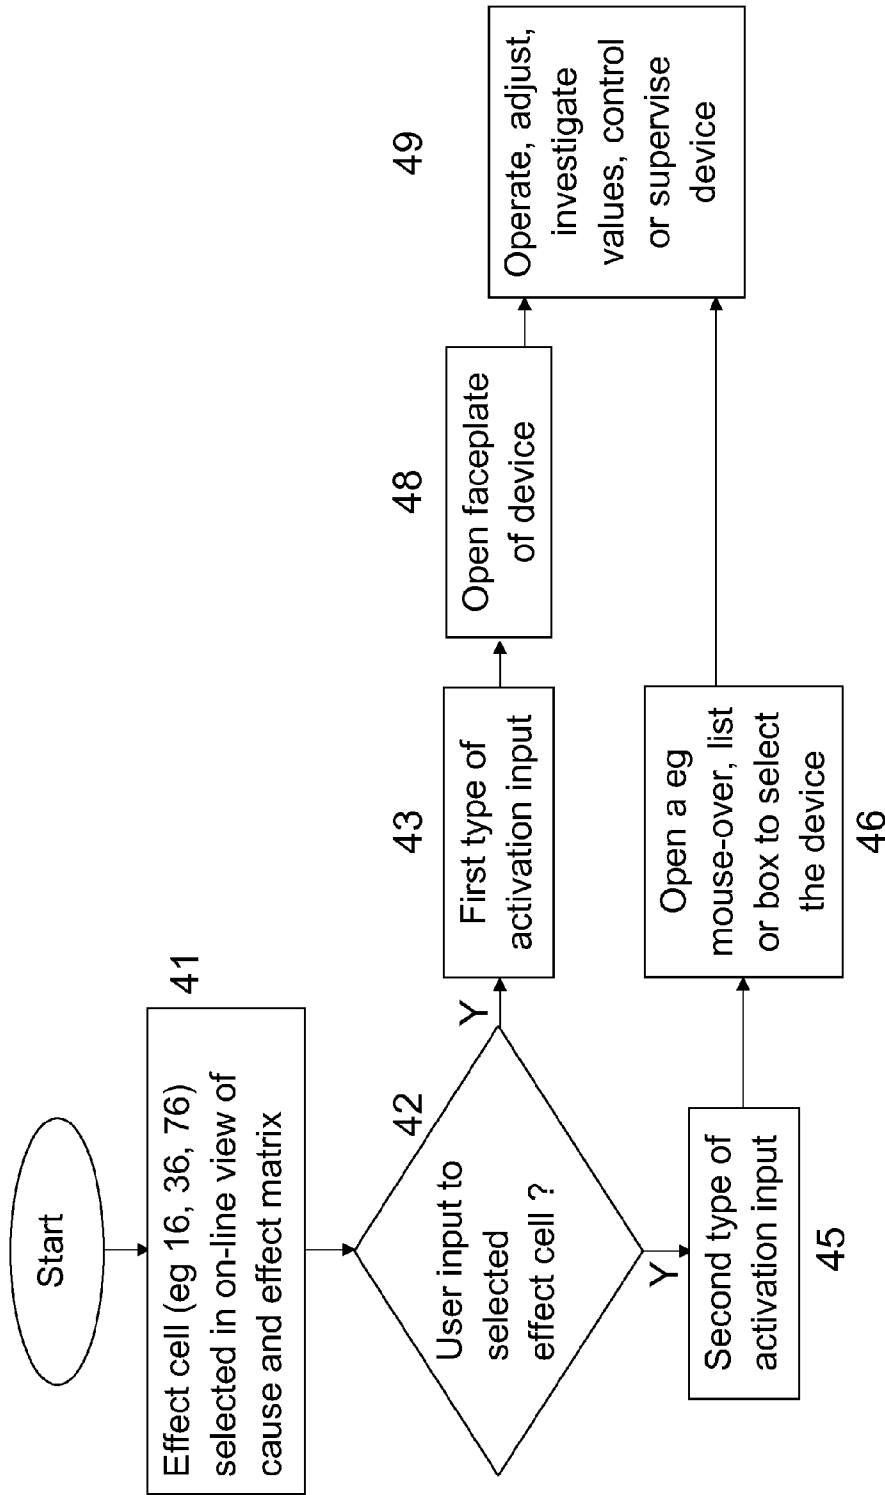 Start
41
Effect cell (eg 16, 36, 76)
selected in on-line view of
cause and effect matrix
42
User input to
selected
effect cell ?
Y
43
First type of
activation input
48
Open faceplate
of device
49
Operate, adjust,
investigate
values, control
or supervise
device
Y
Second type of
activation input
45
Open a eg
mouse-over, list
or box to select
the device
46